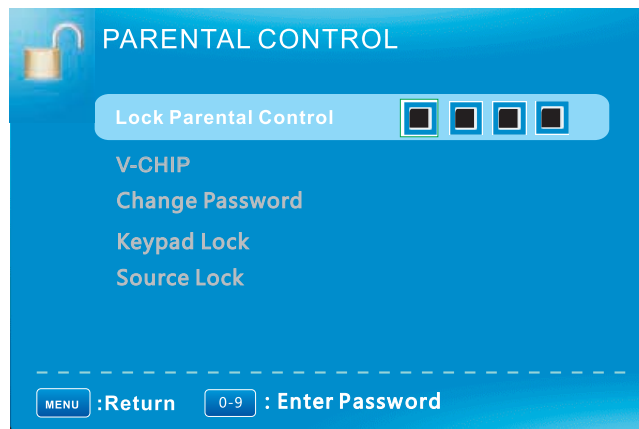 PARENTAL CONTROL
Lock Parental Control
V-CHIP
Change Password
Keypad Lock
Source Lock
MENU :Return 0-9 : Enter Password